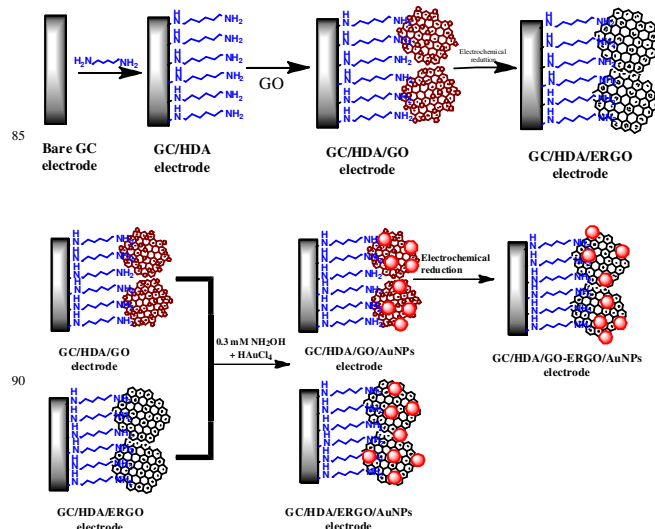 H₂N NH₂
GO
Electrochemical
redution
85
Bare GC
electrode
GC/HDA
electrode
GC/HDA/GO
electrode
GC/HDA/ERGO
electrode
GC/HDA/GO
electrode
0.3 mM NH₂OH
+ HAuCl₄
GC/HDA/GO/AuNPs
electrode
Electrochemical
reduction
GC/HDA/GO-ERGO/AuNPs
electrode
90
GC/HDA/ERGO
electrode
GC/HDA/ERGO/AuNPs
electrode